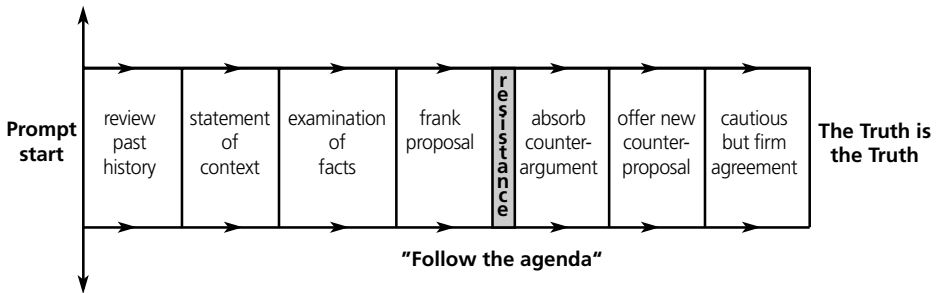 Prompt
start
review
past
history
statement
of
context
examination
of
facts
frank
proposal
resistance
absorb
counter-
argument
offer new
counter-
proposal
cautious
but firm
agreement
The Truth is
the Truth
"Follow the agenda"